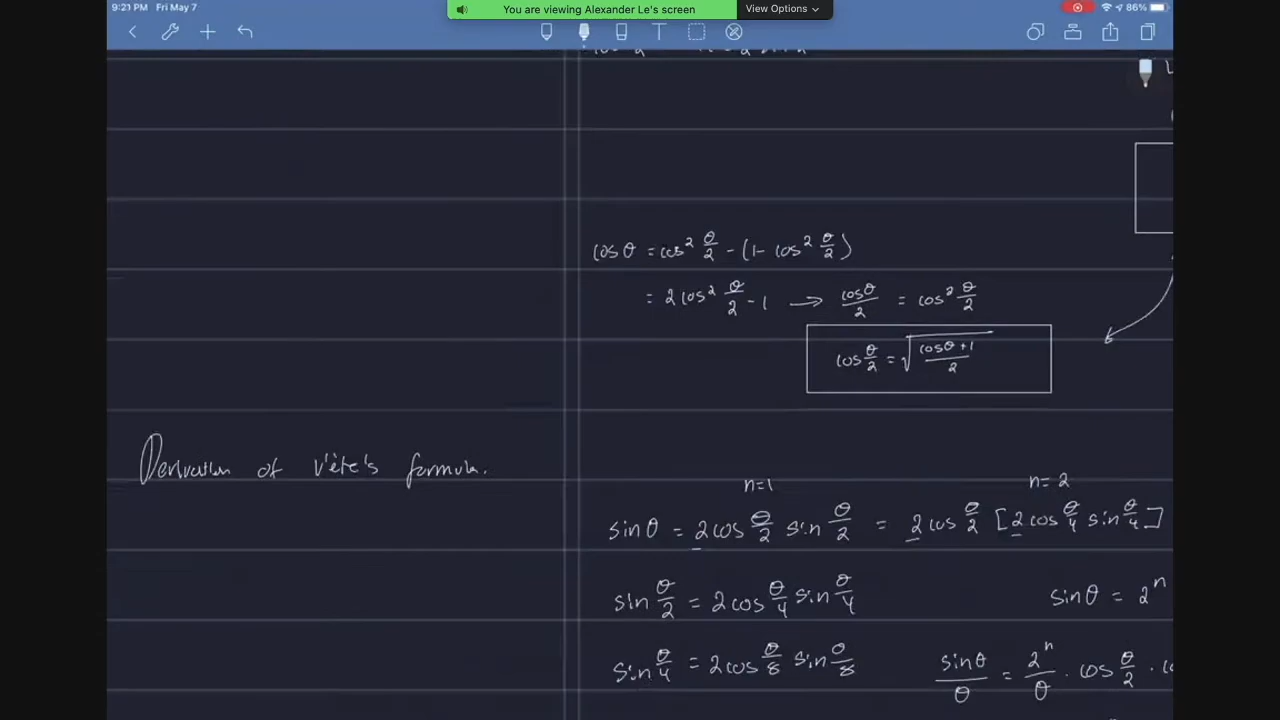 9:21 PM Fri May 7
You are viewing Alexander Le's screen
View Options
86%
cosθ = cos² θ/2 - (1 - cos² θ/2)
= 2cos² θ/2 - 1 → cosθ/2 = cos² θ/2
cos θ/2 = √((cosθ+1)/2)
Derivation of Viète's formula.
n=1
n= 2
sinθ = 2cos θ/2 sin θ/2 = 2cos θ/2 [2cos θ/4 sin θ/4]
sin θ/2 = 2cos θ/4 sin θ/4
sinθ = 2ⁿ
sin θ/4 = 2cos θ/8 sin θ/8
sinθ/θ = 2ⁿ/θ · cos θ/2 ·